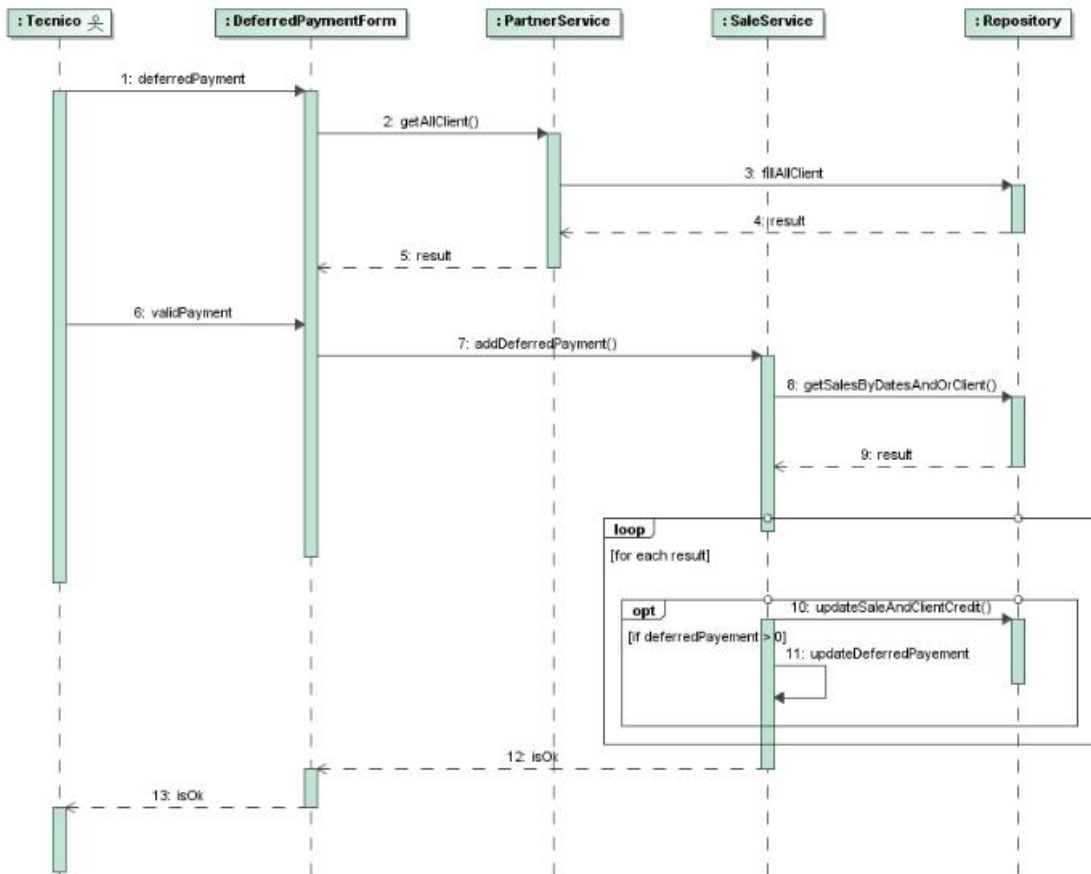 : Tecnico
: DeferredPaymentForm
: PartnerService
: SaleService
: Repository
1: deferredPayment
2: getAllClient()
3: fillAllClient
4: result
5: result
6: validPayment
7: addDeferredPayment()
8: getSalesByDatesAndOrClient()
9: result
loop
[for each result]
opt
10: updateSaleAndClientCredit()
[if deferredPayement > 0]
11: updateDeferredPayement
12: isOk
13: isOk